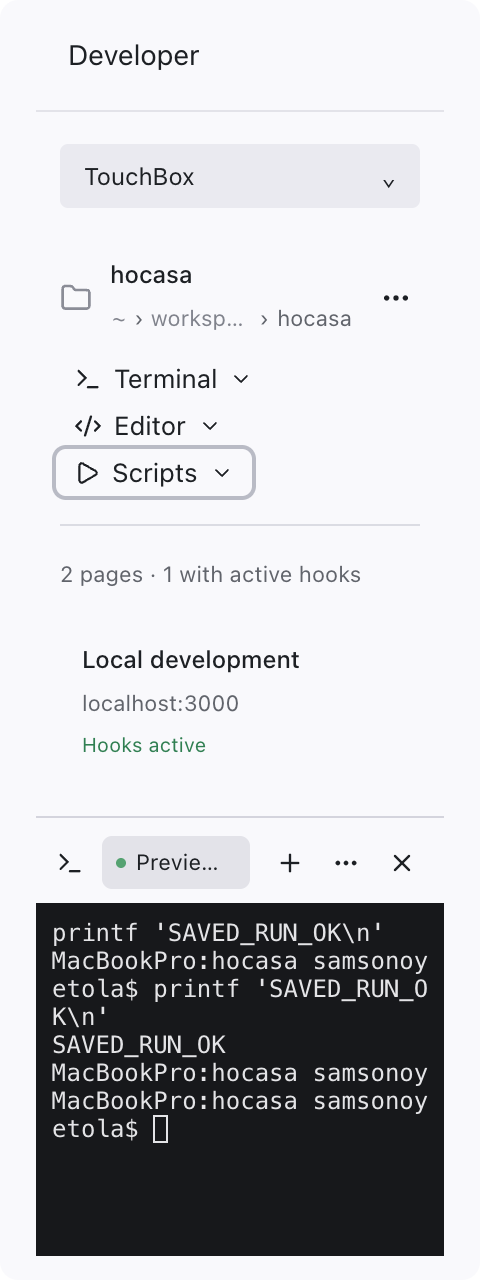 Developer
TouchBox
hocasa
~ › worksp... › hocasa
Terminal
</> Editor
Scripts
2 pages · 1 with active hooks
Local development
localhost:3000
Hooks active
Previe...
printf 'SAVED_RUN_OK\n'
MacBookPro:hocasa samsonoy
etola$ printf 'SAVED_RUN_O
K\n'
SAVED_RUN_OK
MacBookPro:hocasa samsonoy
MacBookPro:hocasa samsonoy
etola$